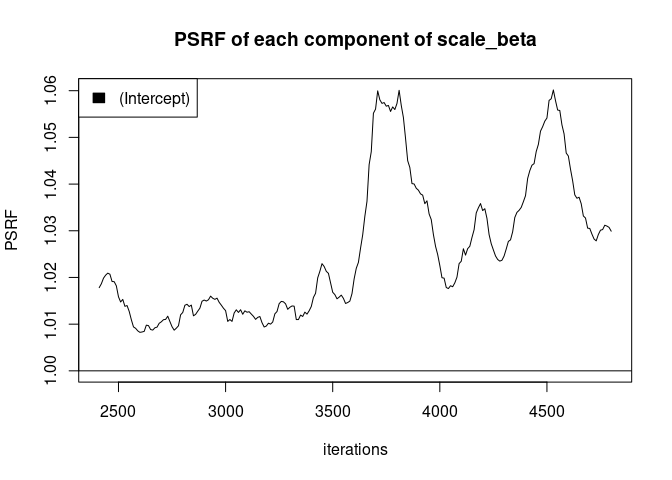 PSRF of each component of scale_beta
(Intercept)
PSRF
1.06
1.05
1.04
1.03
1.02
1.01
1.00
2500 3000 3500 4000 4500
iterations